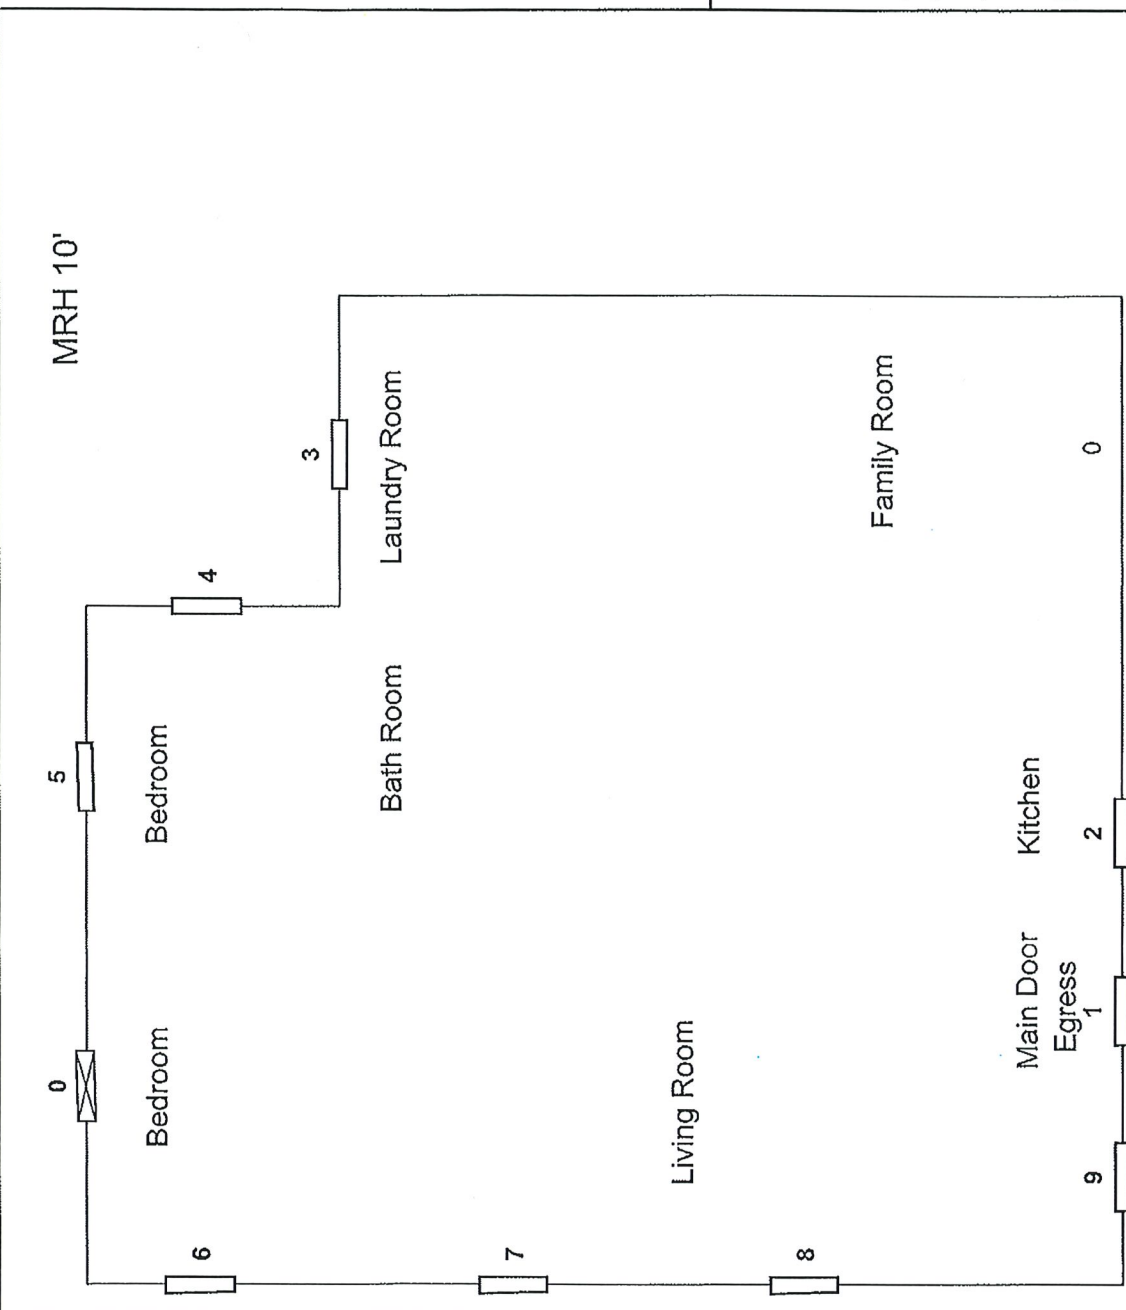 0
5
MRH 10'
Bedroom
Bedroom
6
4
3
Bath Room
Laundry Room
7
Living Room
8
Family Room
Main Door
Egress
Kitchen
9
1
2
0